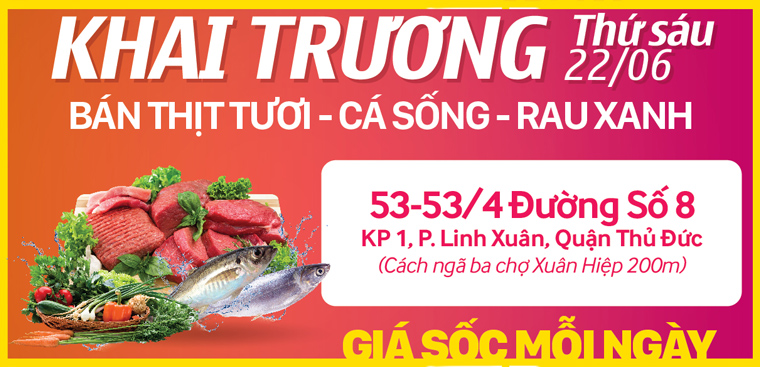 KHAI TRƯƠNG Thứ sáu
22/06
BÁN THỊT TƯƠI - CÁ SỐNG - RAU XANH
53-53/4 Đường Số 8
KP 1, P. Linh Xuân, Quận Thủ Đức
(Cách ngã ba chợ Xuân Hiệp 200m)
GIÁ SỐC MỖI NGÀY